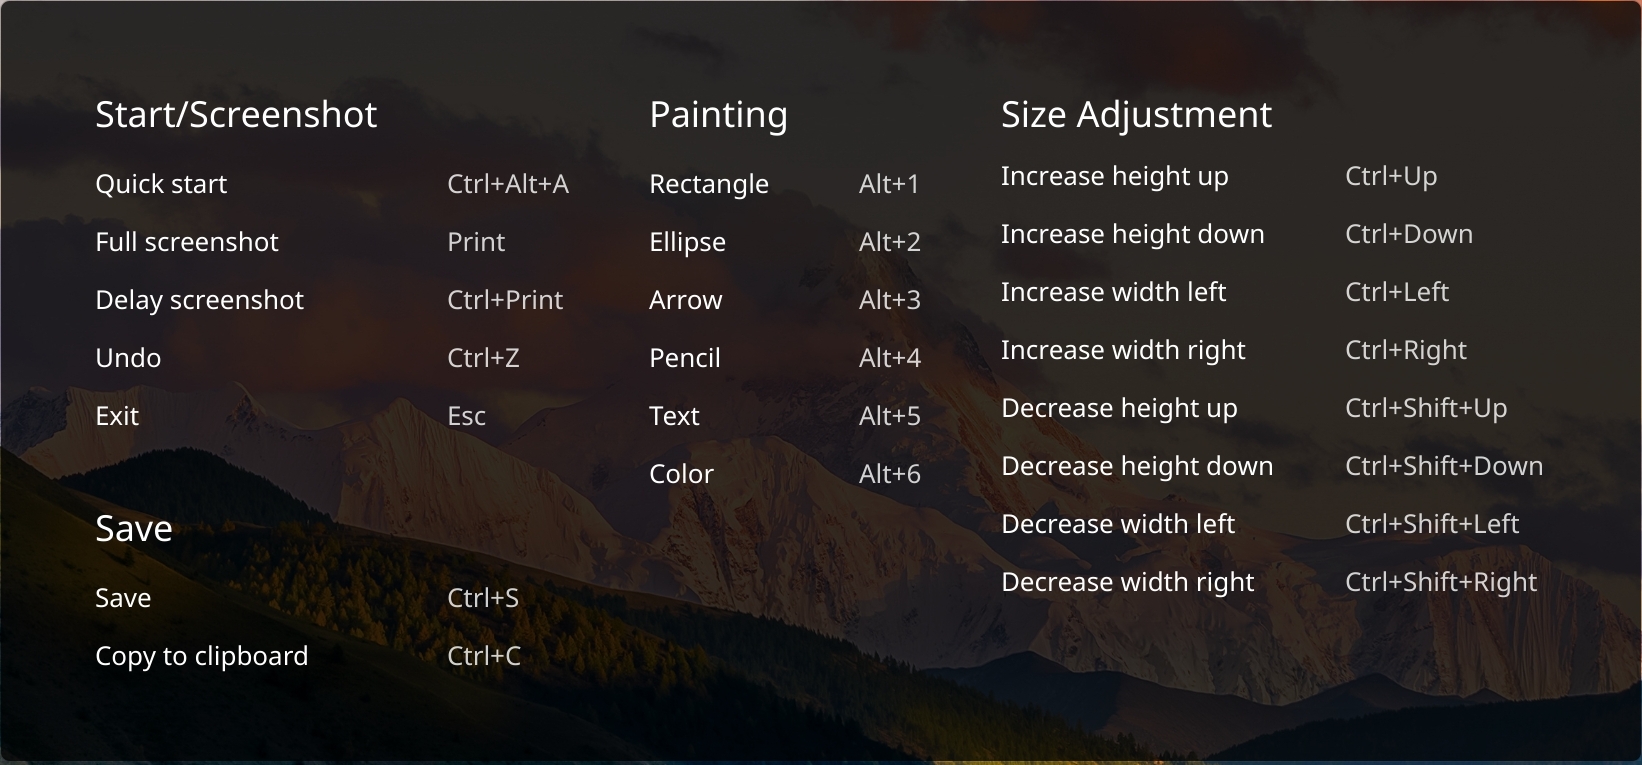 Start/Screenshot
Quick start Ctrl+Alt+A
Full screenshot Print
Delay screenshot Ctrl+Print
Undo Ctrl+Z
Exit Esc
Save
Save Ctrl+S
Copy to clipboard Ctrl+C
Painting
Rectangle Alt+1
Ellipse Alt+2
Arrow Alt+3
Pencil Alt+4
Text Alt+5
Color Alt+6
Size Adjustment
Increase height up Ctrl+Up
Increase height down Ctrl+Down
Increase width left Ctrl+Left
Increase width right Ctrl+Right
Decrease height up Ctrl+Shift+Up
Decrease height down Ctrl+Shift+Down
Decrease width left Ctrl+Shift+Left
Decrease width right Ctrl+Shift+Right